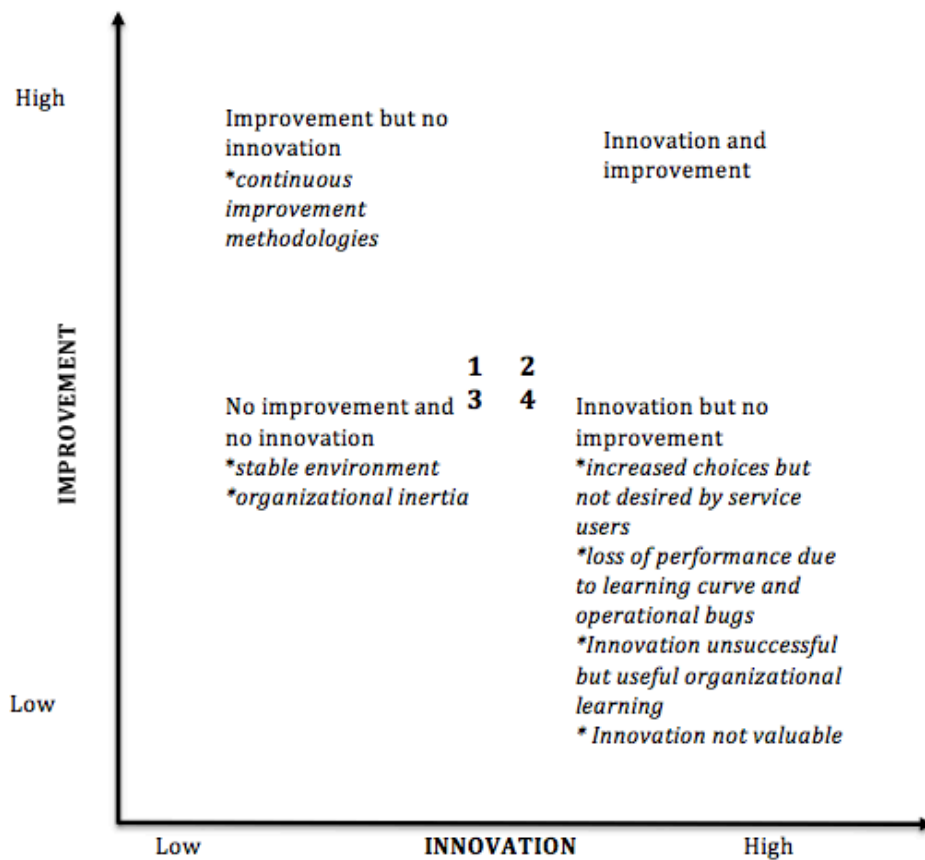 High
Improvement but no
innovation
*continuous
improvement
methodologies
Innovation and
improvement
IMPROVEMENT
1 2
3 4
No improvement and
no innovation
*stable environment
*organizational inertia
Innovation but no
improvement
*increased choices but
not desired by service
users
*loss of performance due
to learning curve and
operational bugs
*Innovation unsuccessful
but useful organizational
learning
* Innovation not valuable
Low
Low
INNOVATION
High